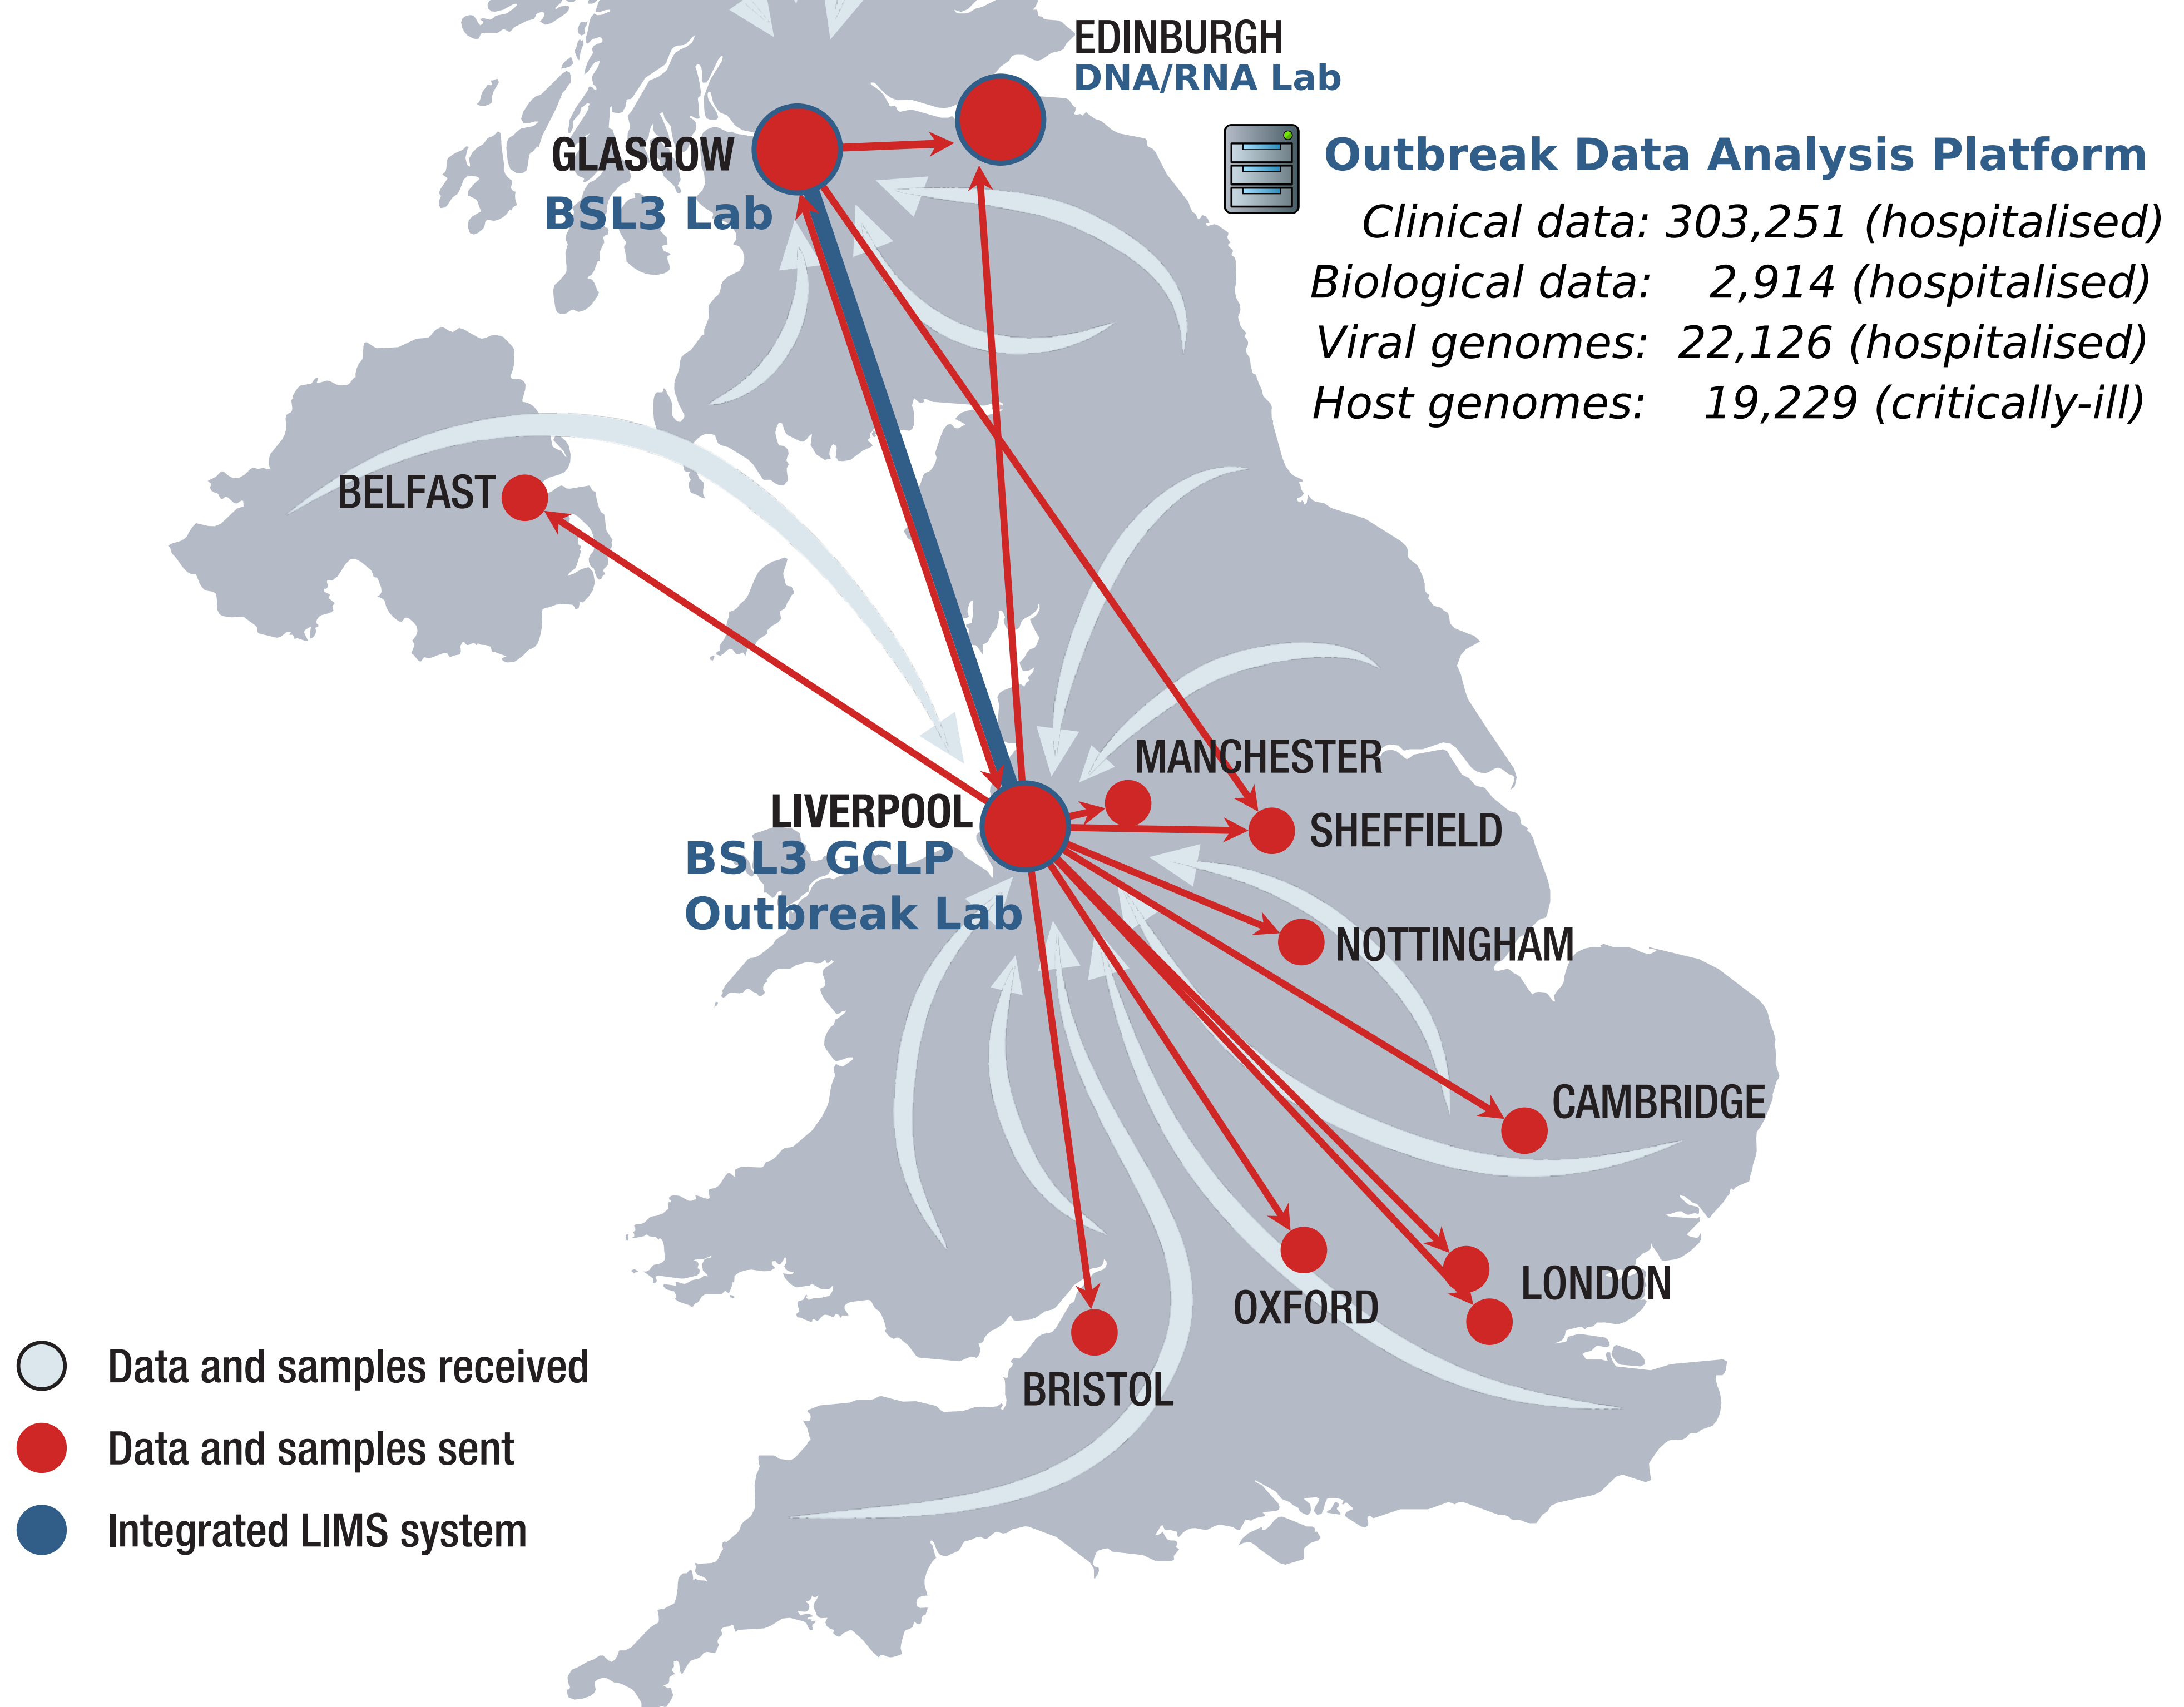 EDINBURGH
DNA/RNA Lab
GLASGOW
BSL3 Lab
Outbreak Data Analysis Platform
Clinical data: 303,251 (hospitalised)
Biological data: 2,914 (hospitalised)
Viral genomes: 22,126 (hospitalised)
Host genomes: 19,229 (critically-ill)
BELFAST
MANCHESTER
LIVERPOOL
BSL3 GCLP
Outbreak Lab
SHEFFIELD
NOTTINGHAM
CAMBRIDGE
LONDON
OXFORD
BRISTOL
Data and samples received
Data and samples sent
Integrated LIMS system